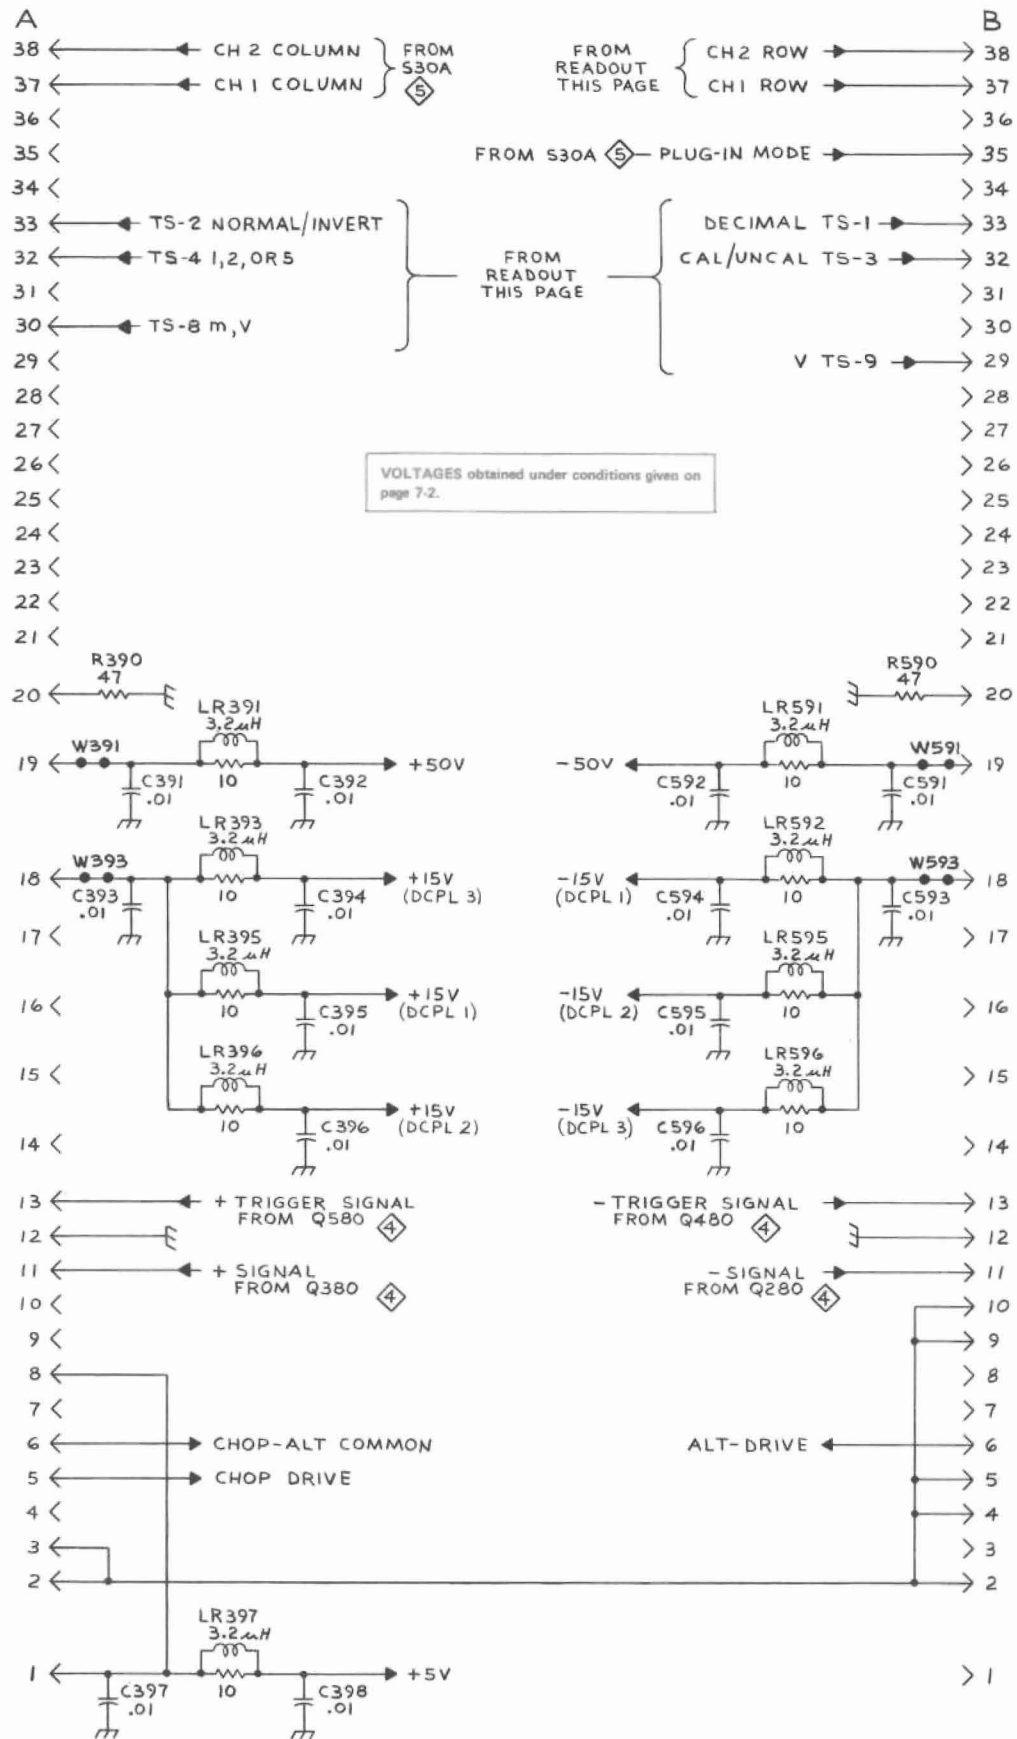 A B
38 CH 2 COLUMN FROM FROM CH2 ROW 38
S30A READOUT
37 CH 1 COLUMN 5 THIS PAGE CH1 ROW 37
36 36
35 FROM S30A 5 PLUG-IN MODE 35
34 34
33 TS-2 NORMAL/INVERT DECIMAL TS-1 33
32 TS-4 1,2,OR5 FROM CAL/UNCAL TS-3 32
READOUT
31 THIS PAGE 31
30 TS-8 m,V 30
29 V TS-9 29
28 28
27 27
26 26
VOLTAGES obtained under conditions given on
page 7-2.
25 25
24 24
23 23
22 22
21 21
R390 R590
47 47
20 20
LR391 LR591
3.2µH 3.2µH
W391 W591
19 +50V -50V 19
C391 10 C392 C592 10 C591
.01 .01 .01 .01
LR393 LR592
3.2µH 3.2µH
W393 W593
18 +15V -15V 18
C393 10 C394 (DCPL 3) (DCPL 1) C594 10 C593
.01 .01 .01 .01
17 LR395 LR595 17
3.2µH 3.2µH
16 +15V -15V 16
10 C395 (DCPL 1) (DCPL 2) C595 10
.01 .01
LR396 LR596
3.2µH 3.2µH
15 15
+15V -15V
10 C396 (DCPL 2) (DCPL 3) C596 10
.01 .01
14 14
13 + TRIGGER SIGNAL - TRIGGER SIGNAL 13
FROM Q580 4 FROM Q480 4
12 12
11 + SIGNAL - SIGNAL 11
FROM Q380 4 FROM Q280 4
10 10
9 9
8 8
7 7
6 CHOP-ALT COMMON ALT-DRIVE 6
5 CHOP DRIVE 5
4 4
3 3
2 2
LR397
3.2µH
1 +5V 1
C397 10 C398
.01 .01